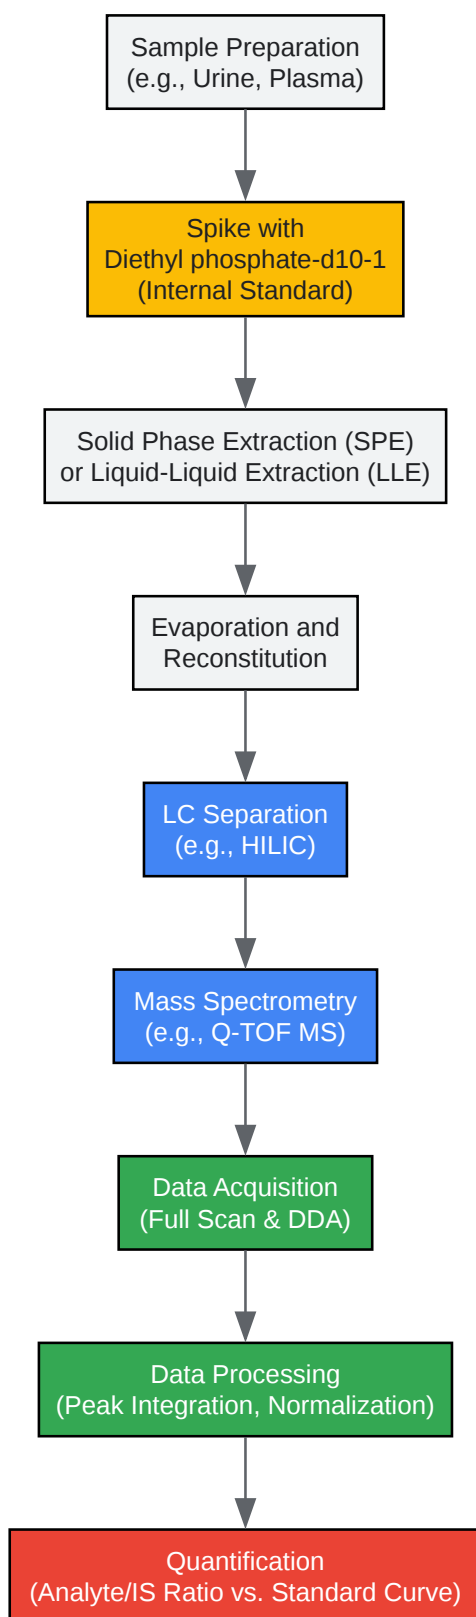 Sample Preparation
(e.g., Urine, Plasma)
Spike with
Diethyl phosphate-d10-1
(Internal Standard)
Solid Phase Extraction (SPE)
or Liquid-Liquid Extraction (LLE)
Evaporation and
Reconstitution
LC Separation
(e.g., HILIC)
Mass Spectrometry
(e.g., Q-TOF MS)
Data Acquisition
(Full Scan & DDA)
Data Processing
(Peak Integration, Normalization)
Quantification
(Analyte/IS Ratio vs. Standard Curve)